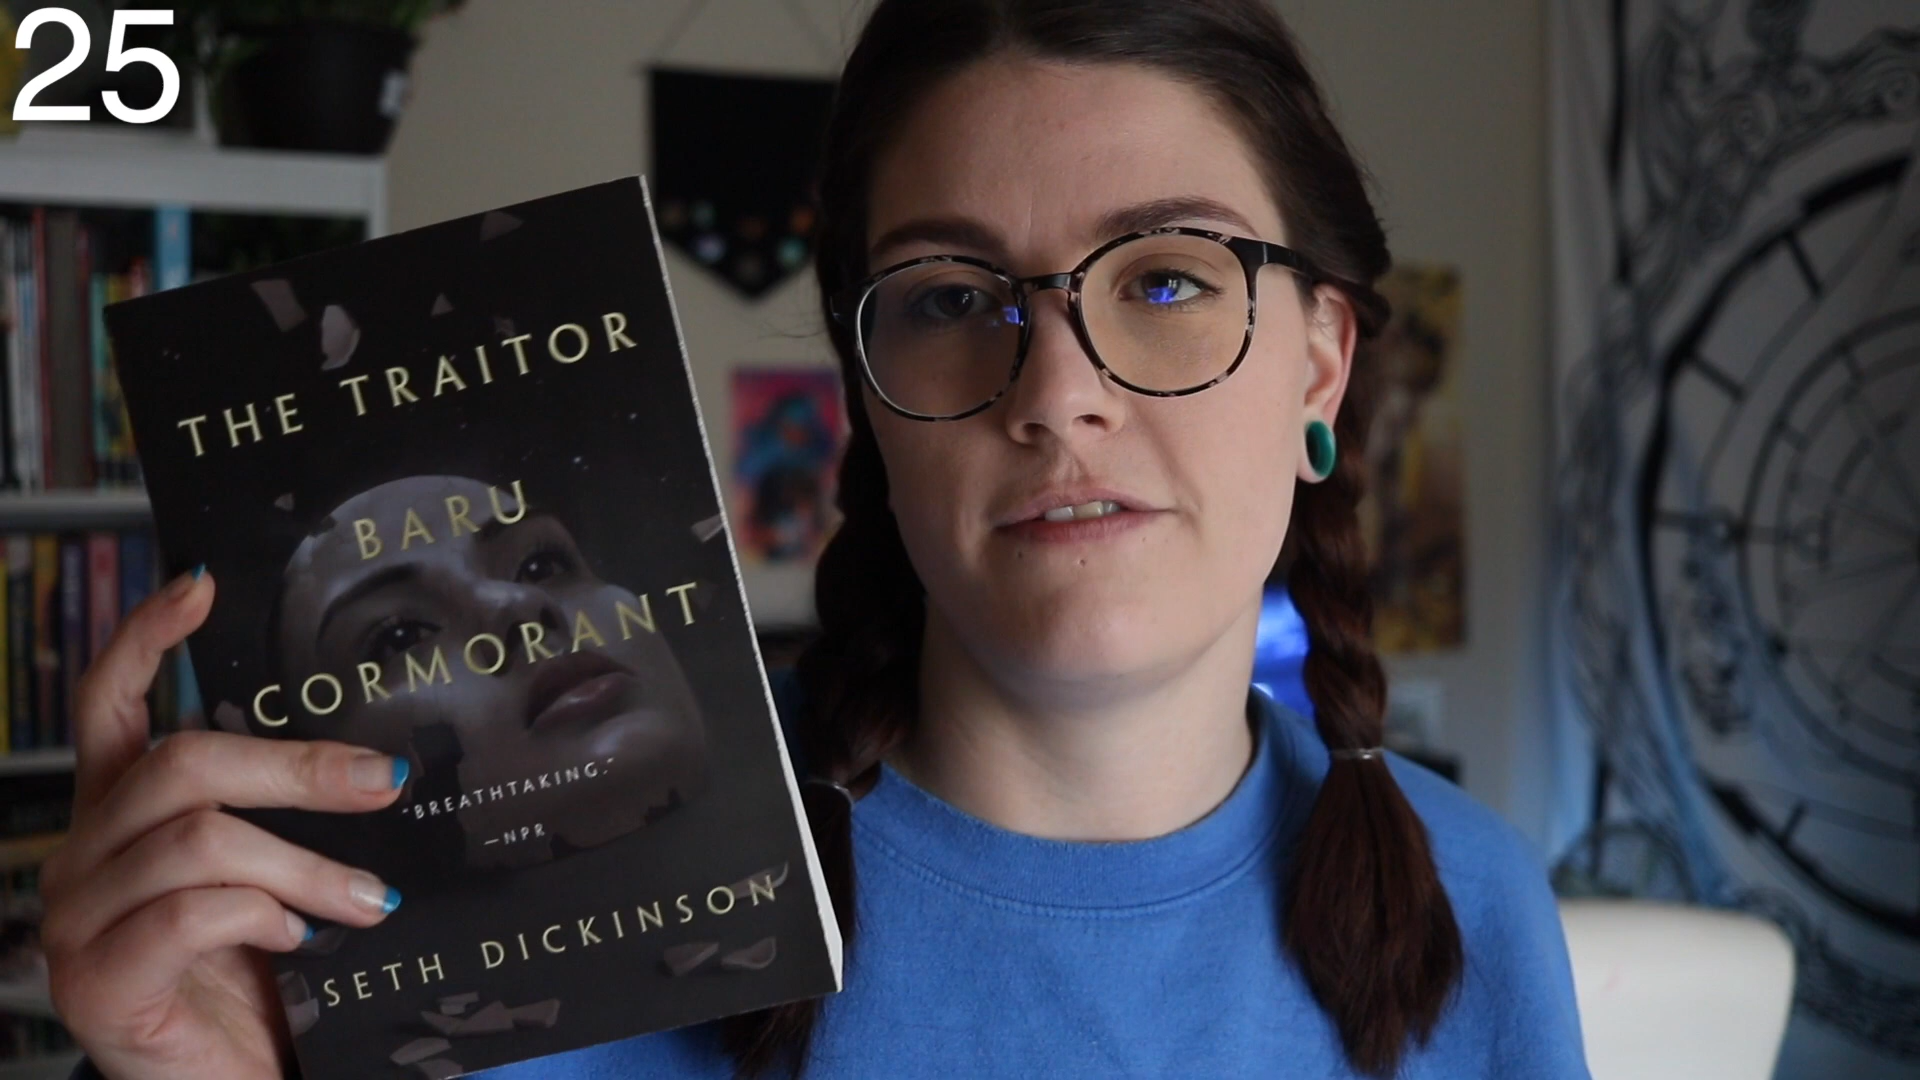 25
THE TRAITOR
BARU
CORMORANT
"BREATHTAKING."
—NPR
SETH DICKINSON